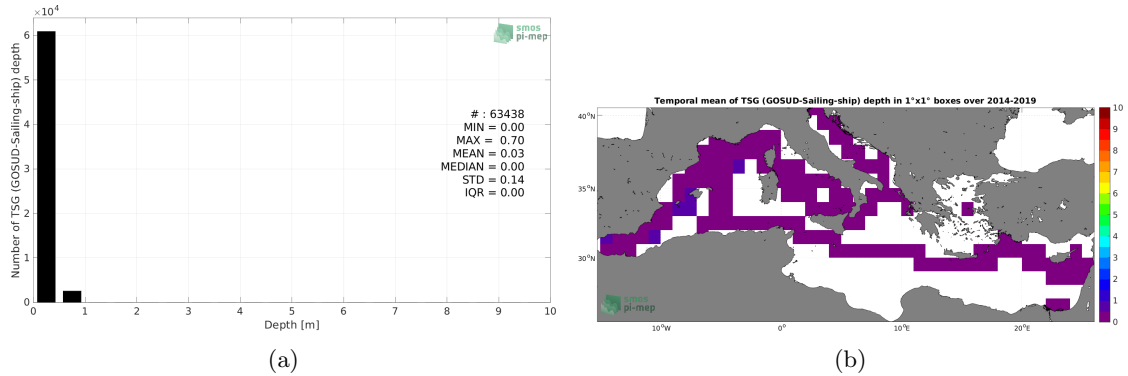 ×10⁴
6
5
4
3
2
1
0
Number of TSG (GOSUD-Sailing-ship) depth
smos
pi-mep
# : 63438
MIN = 0.00
MAX = 0.70
MEAN = 0.03
MEDIAN = 0.00
STD = 0.14
IQR = 0.00
0 1 2 3 4 5 6 7 8 9 10
Depth [m]
(a)
Temporal mean of TSG (GOSUD-Sailing-ship) depth in 1°x1° boxes over 2014-2019
40°N
35°N
30°N
10°W 0° 10°E 20°E
smos
pi-mep
10
9
8
7
6
5
4
3
2
1
0
(b)